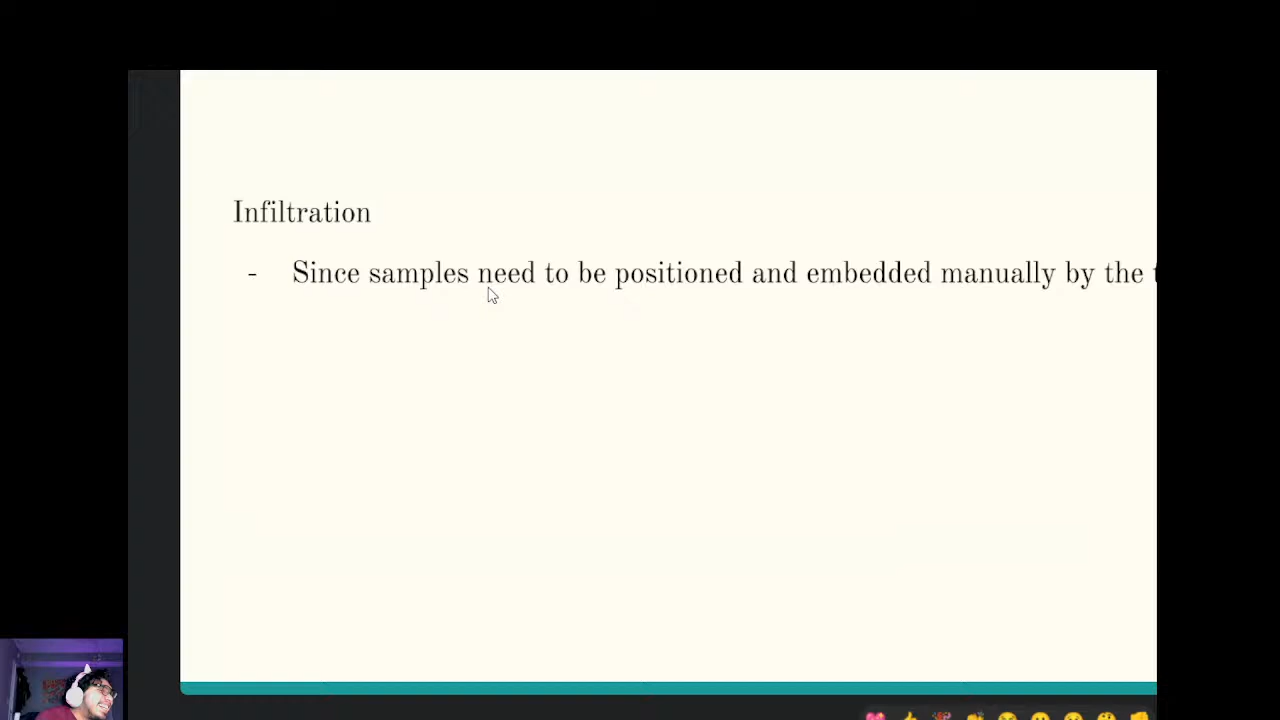 Infiltration
- Since samples need to be positioned and embedded manually by the